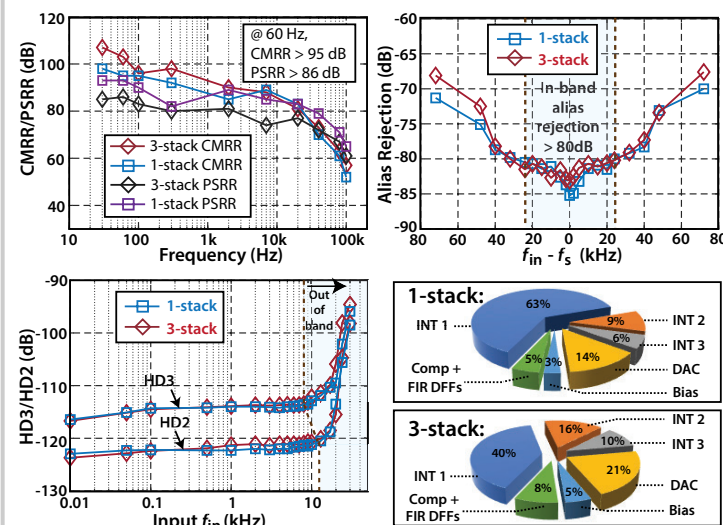 CMRR/PSRR (dB)
120
100
80
60
40
@ 60 Hz,
CMRR > 95 dB
PSRR > 86 dB
3-stack CMRR
1-stack CMRR
3-stack PSRR
1-stack PSRR
10 100 1k 10k 100k
Frequency (Hz)
Alias Rejection (dB)
-60
-65
-70
-75
-80
-85
-90
1-stack
3-stack
In-band
alias
rejection
> 80dB
80 60 40 20 0 20 40 60 80
fin - fs (kHz)
HD3/HD2 (dB)
-90
-100
-110
-120
-130
1-stack
3-stack
Out
of
band
HD3
HD2
0.01 0.1 1 10
Input fin (kHz)
1-stack:
63%
9%
6%
14%
3%
5%
INT 1
INT 2
INT 3
DAC
Bias
Comp +
FIR DFFs
3-stack:
40%
16%
10%
21%
5%
8%
INT 1
INT 2
INT 3
DAC
Bias
Comp +
FIR DFFs